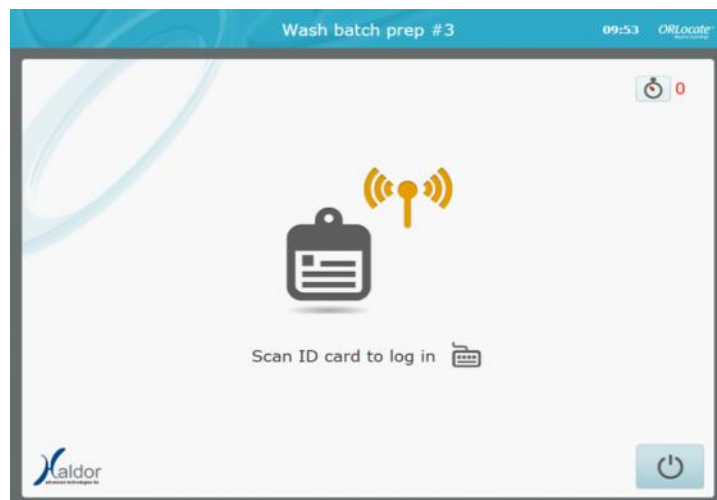 Wash batch prep #3
09:53
ORLocate
0
Scan ID card to log in
Haldor